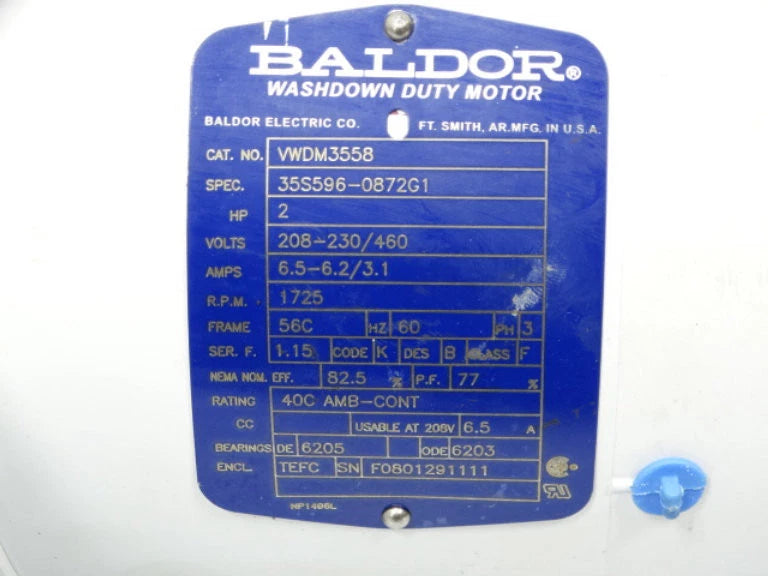 BALDOR®
WASHDOWN DUTY MOTOR
BALDOR ELECTRIC CO. FT. SMITH, AR. MFG. IN U.S.A.
CAT. NO. VWDM3558
SPEC. 35S596-0872G1
HP 2
VOLTS 208-230/460
AMPS 6.5-6.2/3.1
R.P.M. 1725
FRAME 56C HZ 60 PH 3
SER. F. 1.15 CODE K DES B CLASS F
NEMA NOM. EFF. 82.5 % P.F. 77 %
RATING 40C AMB-CONT
CC USABLE AT 208V 6.5 A
BEARINGS DE 6205 ODE 6203
ENCL. TEFC SN F0801291111
NP1406L